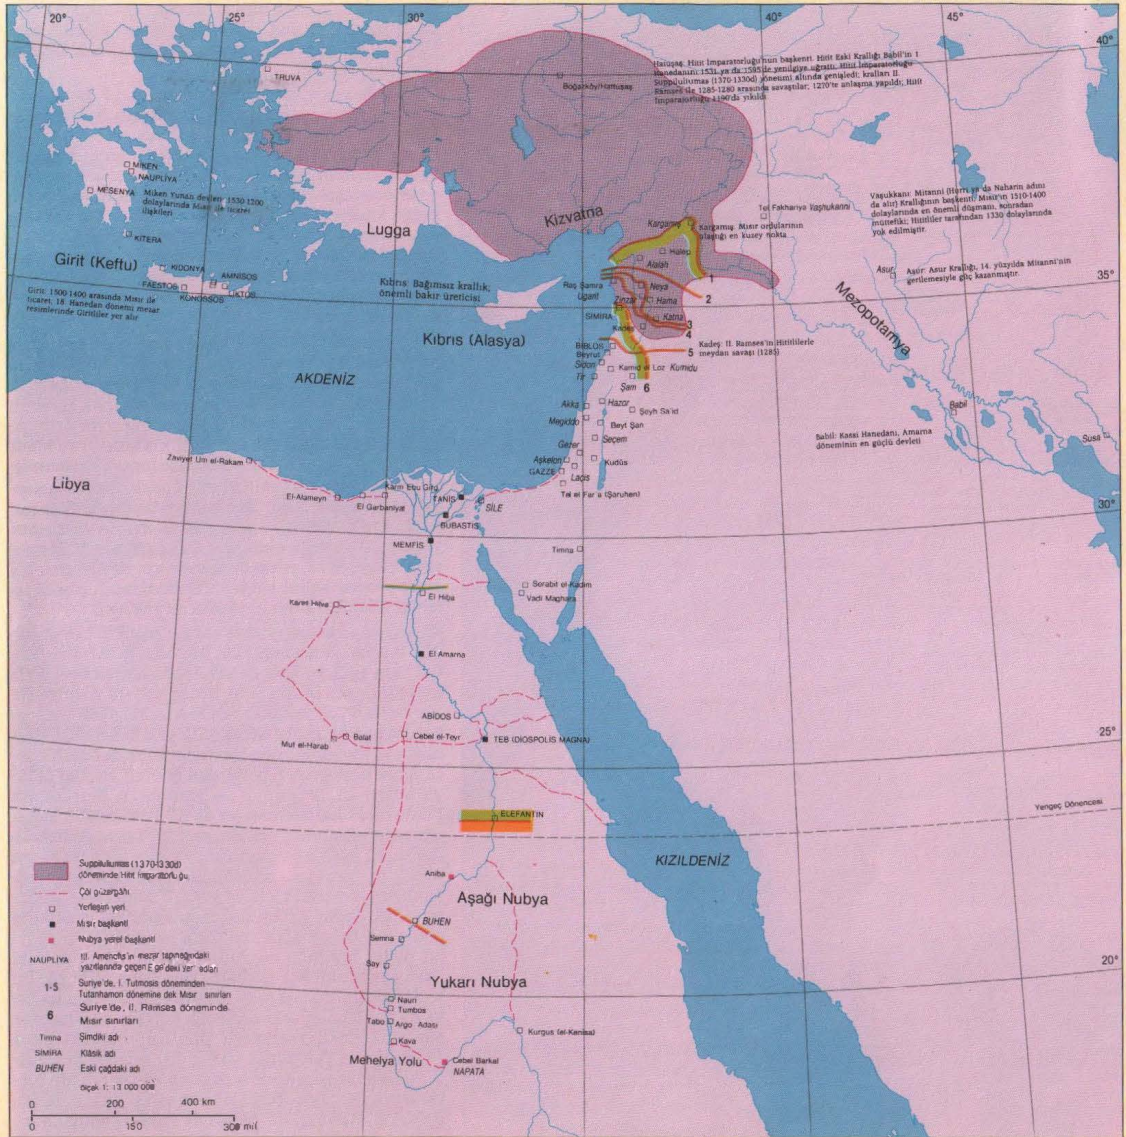 20°
25°
30°
40°
45°
40°
TRUVA
Boğazköy/Hattuşaş
Hatuşaş: Hitit İmparatorluğu'nun başkenti. Hitit Eski Krallığı Babil'in 1
Hanedanını 1531 ya da 1595'de yenilgiye uğrattı. Hitit İmparatorluğu
Suppiluliumas (1370-1330d) yönetimi altında genişledi; kralları II.
Ramses ile 1285-1280 arasında savaştılar; 1270'te anlaşma yapıldı; Hitit
İmparatorluğu 1190'da yıkıldı
MİKEN
NAUPLİYA
MESENYA
Miken Yunan devleti 1550-1200
dolaylarında Mısır ile ticaret
ilişkileri
KİTERA
Lugga
Kizvatna
Tel Fakhariya Vaşhukanni
Vaşukkani: Mitanni (Hurri ya da Naharin adını
da alır) Krallığının başkenti. Mısır'ın 1510-1400
dolaylarında en önemli düşmanı, sonradan
müttefiki; Hititliler tarafından 1330 dolaylarında
yok edilmiştir.
Kargamış
Kargamış: Mısır ordularının
ulaştığı en kuzey nokta
Halep
Alalah
Girit (Keftu)
KİDONYA
AMNİSOS
FAESTOS
LİKTOS
KONOSSOS
Girit: 1500-1400 arasında Mısır ile
ticaret, 18. Hanedan dönemi mezar
resimlerinde Giritliler yer alır
Kıbrıs Bağımsız krallık,
önemli bakır üreticisi
Kıbrıs (Alasya)
AKDENİZ
Asur
Asur: Asur Krallığı, 14. yüzyılda Mitanni'nin
gerilemesiyle güç kazanmıştır.
35°
Mezopotamya
Raş Şamra
Ugarit
Neya
Zinzar
Hama
SİMİRA
Katna
Kadeş
1
2
3
4
5
6
Kadeş: II. Ramses'in Hititlilerle
meydan savaşı (1285)
BİBLOS
Beyrut
Sidon
Kamid el Loz Kumidu
Tir
Şam
Hazor
Akka
Şeyh Sa'id
Megiddo
Beyt Şan
Seçem
Gezer
Aşkelon
Kudüs
GAZZE
Laçiş
Tel el Far'a (Şaruhen)
Babil
Babil: Kassi Hanedanı, Amarna
döneminin en güçlü devleti
Susa
Zaviyet Um el-Rakam
Libya
El-Alameyn
El Garbaniyat
Karm Ebu Girg
TANİS
SİLE
BUBASTİS
MEMFİS
30°
Timna
Serabit el-Kadim
Vadi Maghara
El Hiba
El Amarna
ABİDOS
Balat
Mut el-Harab
Cebel el-Teyr
TEB (DİOSPOLİS MAGNA)
25°
ELEFANTİN
Yengeç Dönencesi
KIZILDENİZ
Aniba
Aşağı Nubya
BUHEN
Semna
Say
Yukarı Nubya
20°
Nauri
Tumbos
Tabo
Argo Adası
Kurgus (el-Kenisa)
Kava
Mehelya Yolu
Cebel Barkal
NAPATA
Suppiluliumas (1370-1330d)
döneminde Hitit İmparatorluğu
Çöl güzergâhı
Yerleşim yeri
Mısır başkenti
Nubya yerel başkenti
NAUPLİYA
III. Amenofis'in mezar tapınağındaki
yazıtlarında geçen Ege'deki yer adları
1-5
Suriye'de, I. Tutmosis döneminden
Tutanhamon dönemine dek Mısır sınırları
6
Suriye'de, II. Ramses döneminde
Mısır sınırları
Timna
Şimdiki adı
SİMİRA
Klâsik adı
BUHEN
Eski çağdaki adı
ölçek 1: 13 000 000
0 200 400 km
0 150 300 mil